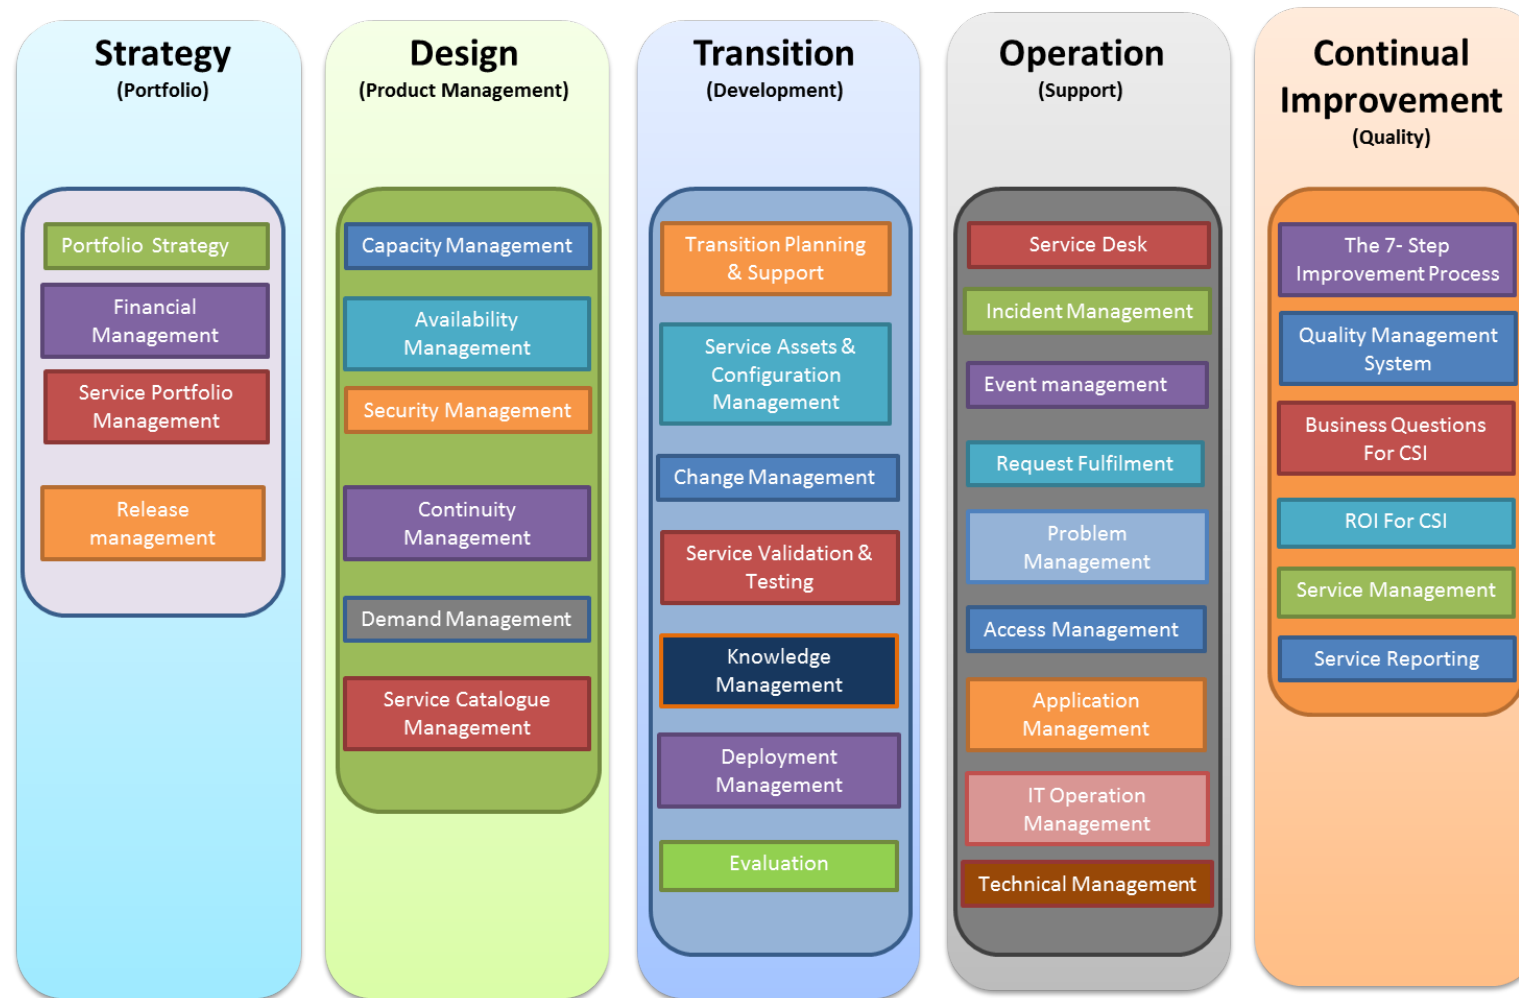 Strategy
(Portfolio)
Portfolio Strategy
Financial
Management
Service Portfolio
Management
Release
management
Design
(Product Management)
Capacity Management
Availability
Management
Security Management
Continuity
Management
Demand Management
Service Catalogue
Management
Transition
(Development)
Transition Planning
& Support
Service Assets &
Configuration
Management
Change Management
Service Validation &
Testing
Knowledge
Management
Deployment
Management
Evaluation
Operation
(Support)
Service Desk
Incident Management
Event management
Request Fulfilment
Problem
Management
Access Management
Application
Management
IT Operation
Management
Technical Management
Continual
Improvement
(Quality)
The 7- Step
Improvement Process
Quality Management
System
Business Questions
For CSI
ROI For CSI
Service Management
Service Reporting